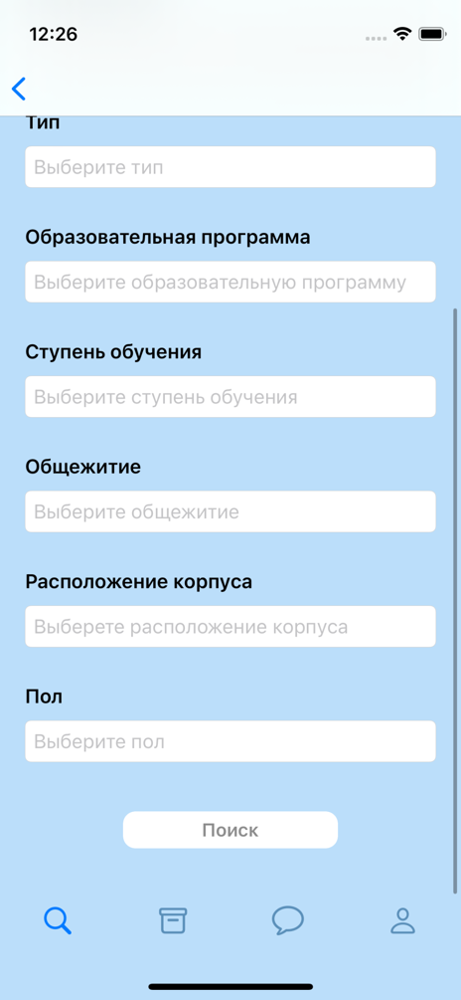 12:26
Тип
Выберите тип
Образовательная программа
Выберите образовательную программу
Ступень обучения
Выберите ступень обучения
Общежитие
Выберите общежитие
Расположение корпуса
Выберете расположение корпуса
Пол
Выберите пол
Поиск